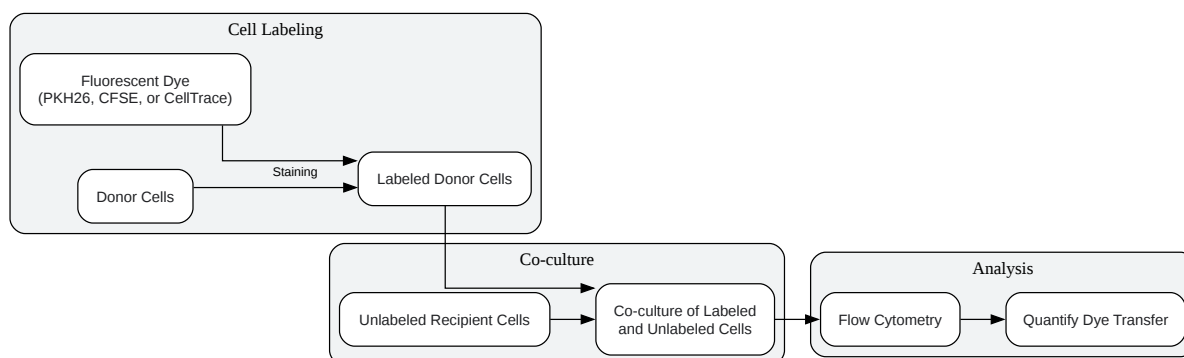 Cell Labeling
Fluorescent Dye
(PKH26, CFSE, or CellTrace)
Staining
Donor Cells
Labeled Donor Cells
Co-culture
Unlabeled Recipient Cells
Co-culture of Labeled
and Unlabeled Cells
Analysis
Flow Cytometry
Quantify Dye Transfer